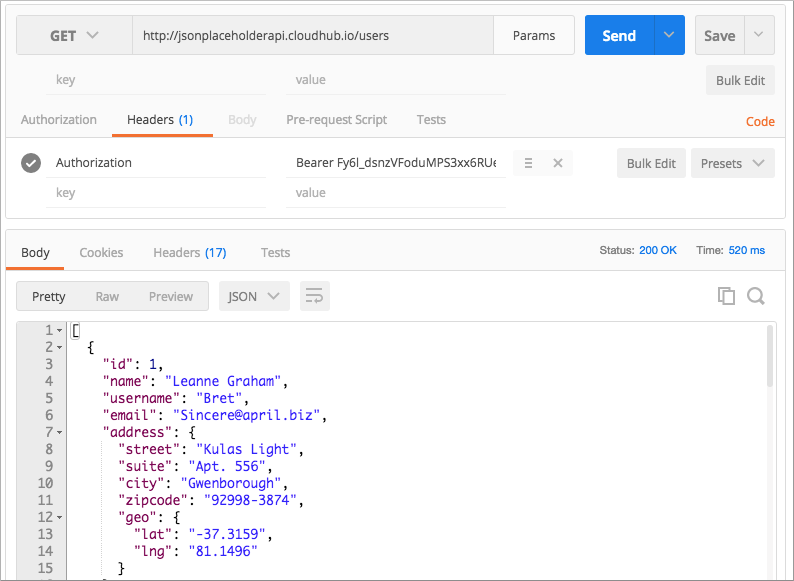 GET http://jsonplaceholderapi.cloudhub.io/users Params Send Save
key value Bulk Edit
Authorization Headers (1) Body Pre-request Script Tests Code
Authorization Bearer Fy6l_dsnzVFoduMPS3xx6RUe Bulk Edit Presets
key value
Body Cookies Headers (17) Tests Status: 200 OK Time: 520 ms
Pretty Raw Preview JSON
1 [
2 {
3 "id": 1,
4 "name": "Leanne Graham",
5 "username": "Bret",
6 "email": "Sincere@april.biz",
7 "address": {
8 "street": "Kulas Light",
9 "suite": "Apt. 556",
10 "city": "Gwenborough",
11 "zipcode": "92998-3874",
12 "geo": {
13 "lat": "-37.3159",
14 "lng": "81.1496"
15 }